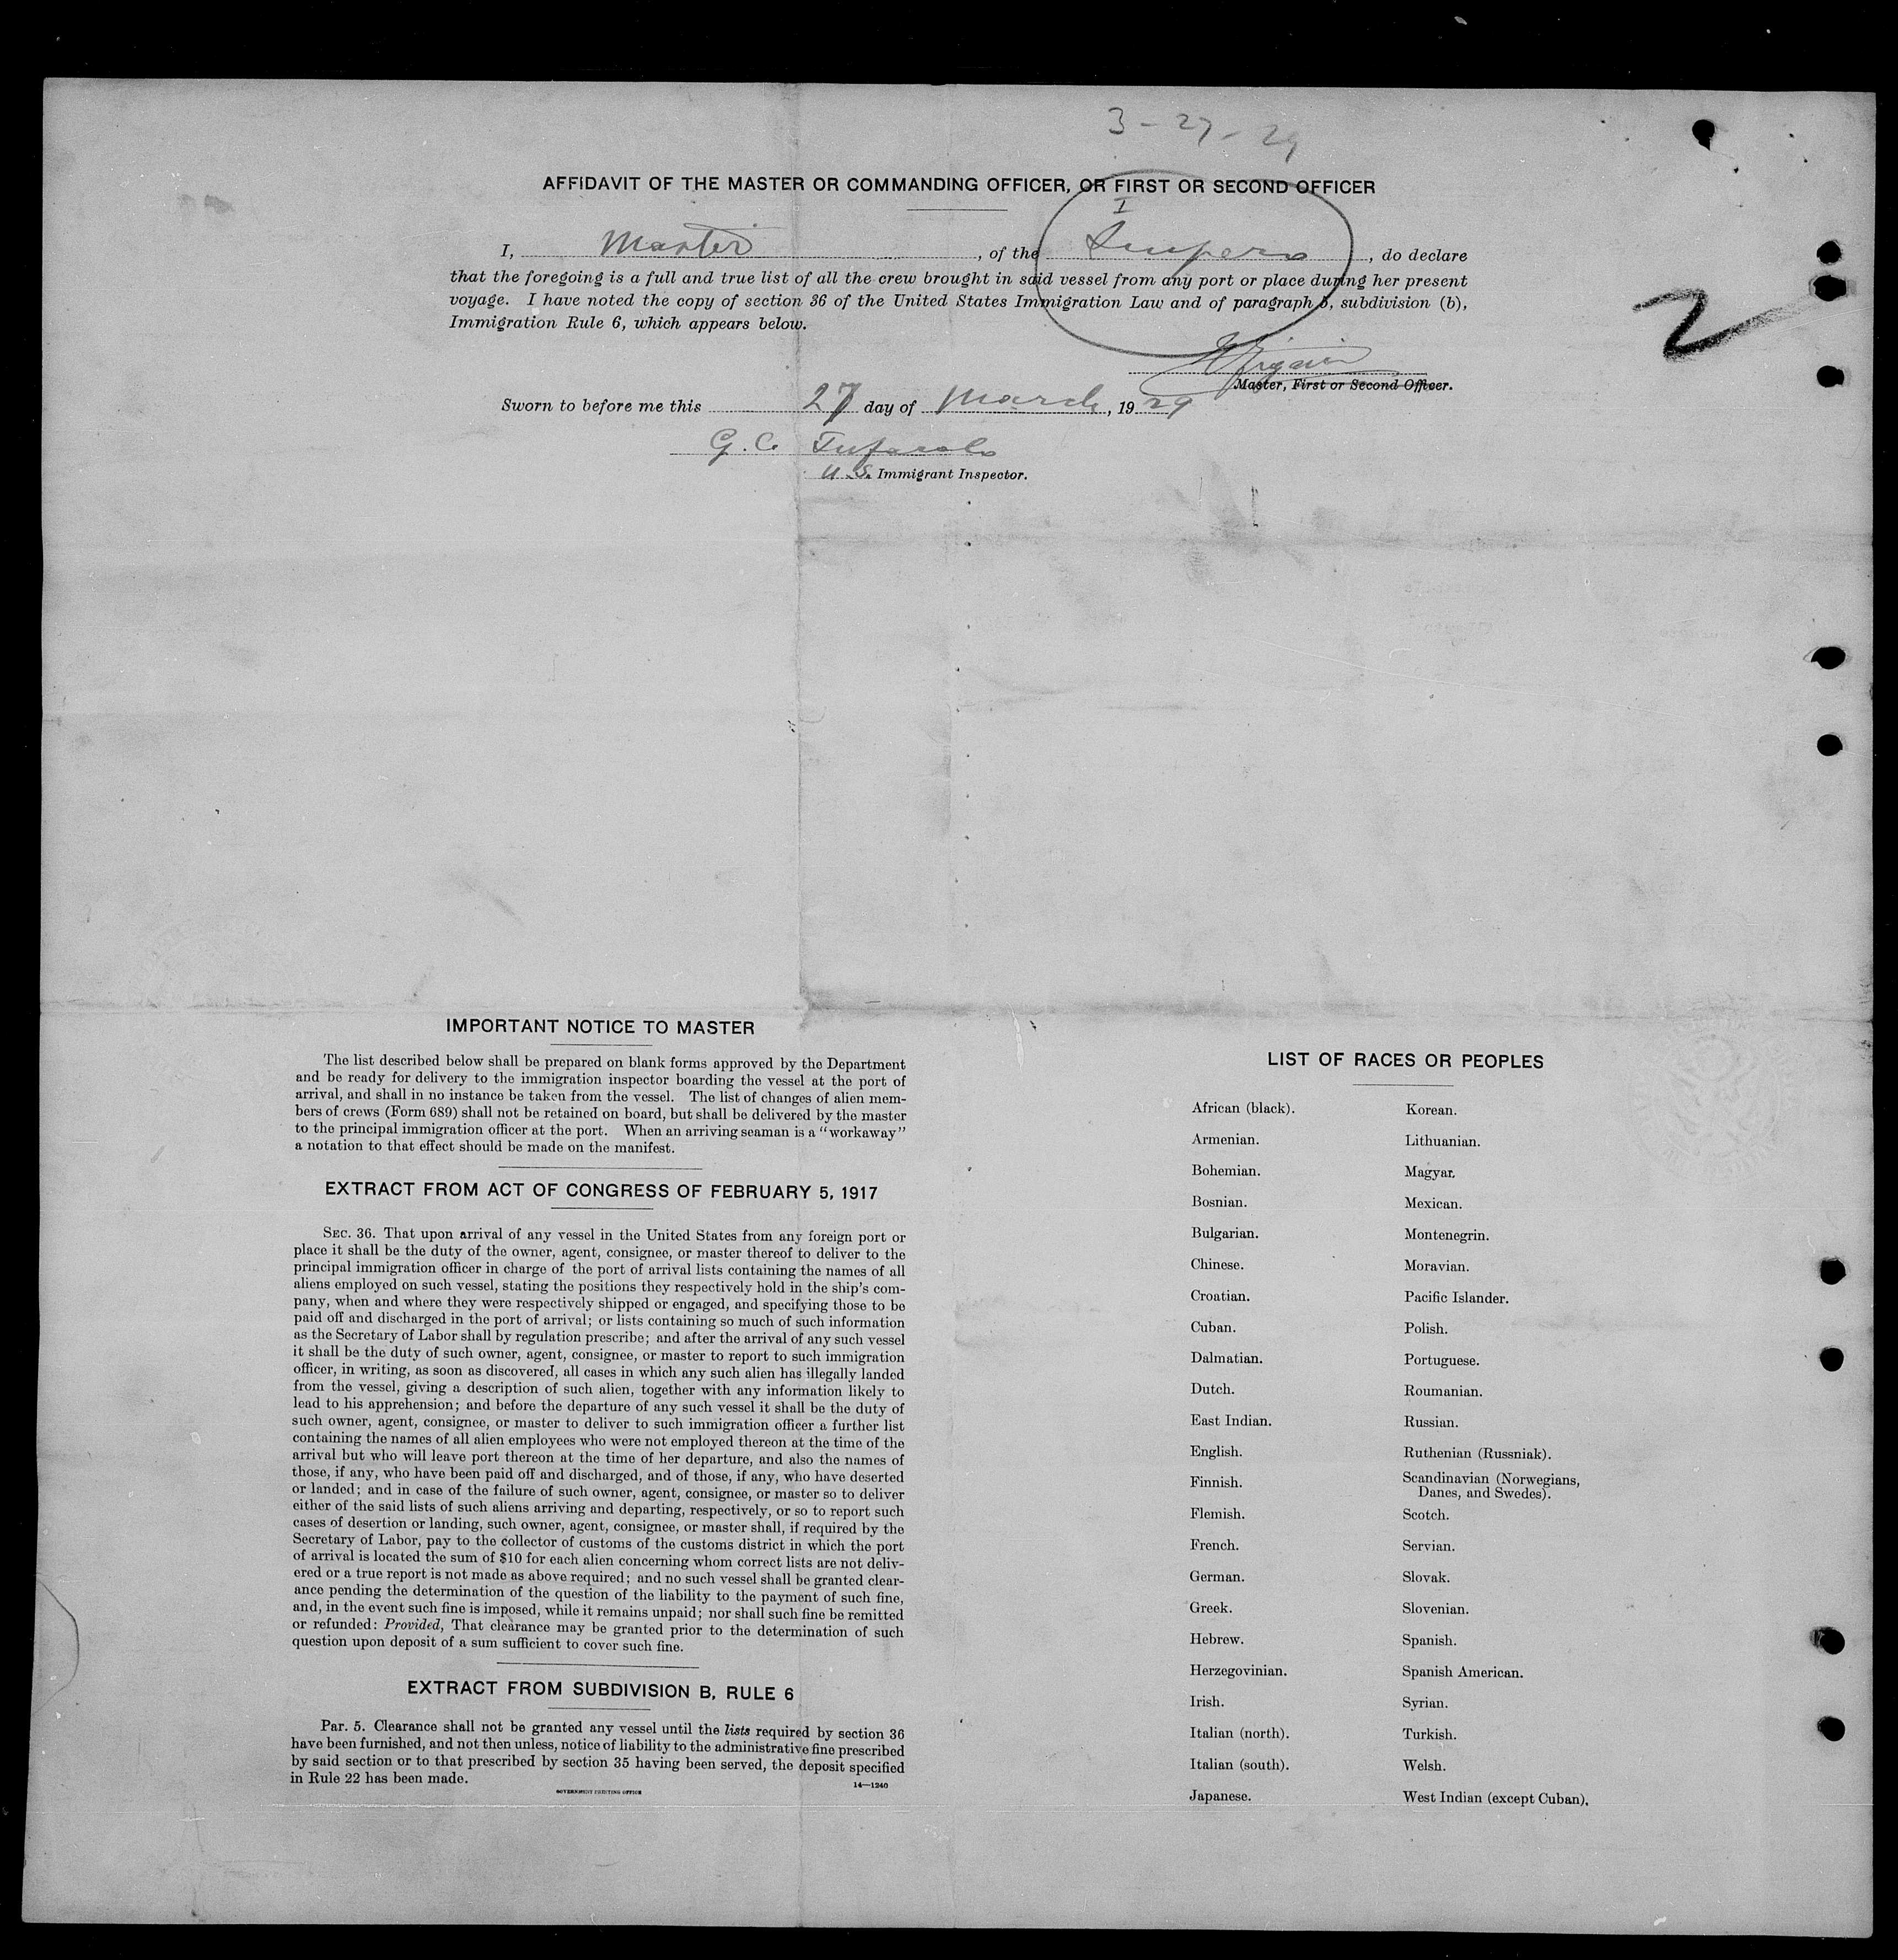 3-27-29
AFFIDAVIT OF THE MASTER OR COMMANDING OFFICER, OR FIRST OR SECOND OFFICER
I
I, Master, of the Impero, do declare
that the foregoing is a full and true list of all the crew brought in said vessel from any port or place during her present
voyage. I have noted the copy of section 36 of the United States Immigration Law and of paragraph 5, subdivision (b),
Immigration Rule 6, which appears below.
2
Master, First or Second Officer.
Sworn to before me this 27 day of March, 1929
G. C.
U.S. Immigrant Inspector.
IMPORTANT NOTICE TO MASTER
The list described below shall be prepared on blank forms approved by the Department
and be ready for delivery to the immigration inspector boarding the vessel at the port of
arrival, and shall in no instance be taken from the vessel. The list of changes of alien mem-
bers of crews (Form 689) shall not be retained on board, but shall be delivered by the master
to the principal immigration officer at the port. When an arriving seaman is a "workaway"
a notation to that effect should be made on the manifest.
EXTRACT FROM ACT OF CONGRESS OF FEBRUARY 5, 1917
SEC. 36. That upon arrival of any vessel in the United States from any foreign port or
place it shall be the duty of the owner, agent, consignee, or master thereof to deliver to the
principal immigration officer in charge of the port of arrival lists containing the names of all
aliens employed on such vessel, stating the positions they respectively hold in the ship's com-
pany, when and where they were respectively shipped or engaged, and specifying those to be
paid off and discharged in the port of arrival; or lists containing so much of such information
as the Secretary of Labor shall by regulation prescribe; and after the arrival of any such vessel
it shall be the duty of such owner, agent, consignee, or master to report to such immigration
officer, in writing, as soon as discovered, all cases in which any such alien has illegally landed
from the vessel, giving a description of such alien, together with any information likely to
lead to his apprehension; and before the departure of any such vessel it shall be the duty of
such owner, agent, consignee, or master to deliver to such immigration officer a further list
containing the names of all alien employees who were not employed thereon at the time of the
arrival but who will leave port thereon at the time of her departure, and also the names of
those, if any, who have been paid off and discharged, and of those, if any, who have deserted
or landed; and in case of the failure of such owner, agent, consignee, or master so to deliver
either of the said lists of such aliens arriving and departing, respectively, or so to report such
cases of desertion or landing, such owner, agent, consignee, or master shall, if required by the
Secretary of Labor, pay to the collector of customs of the customs district in which the port
of arrival is located the sum of $10 for each alien concerning whom correct lists are not deliv-
ered or a true report is not made as above required; and no such vessel shall be granted clear-
ance pending the determination of the question of the liability to the payment of such fine,
and, in the event such fine is imposed, while it remains unpaid; nor shall such fine be remitted
or refunded: Provided, That clearance may be granted prior to the determination of such
question upon deposit of a sum sufficient to cover such fine.
EXTRACT FROM SUBDIVISION B, RULE 6
Par. 5. Clearance shall not be granted any vessel until the lists required by section 36
have been furnished, and not then unless, notice of liability to the administrative fine prescribed
by said section or to that prescribed by section 35 having been served, the deposit specified
in Rule 22 has been made.
GOVERNMENT PRINTING OFFICE 14—1240
LIST OF RACES OR PEOPLES
African (black).
Armenian.
Bohemian.
Bosnian.
Bulgarian.
Chinese.
Croatian.
Cuban.
Dalmatian.
Dutch.
East Indian.
English.
Finnish.
Flemish.
French.
German.
Greek.
Hebrew.
Herzegovinian.
Irish.
Italian (north).
Italian (south).
Japanese.
Korean.
Lithuanian.
Magyar.
Mexican.
Montenegrin.
Moravian.
Pacific Islander.
Polish.
Portuguese.
Roumanian.
Russian.
Ruthenian (Russniak).
Scandinavian (Norwegians,
Danes, and Swedes).
Scotch.
Servian.
Slovak.
Slovenian.
Spanish.
Spanish American.
Syrian.
Turkish.
Welsh.
West Indian (except Cuban).